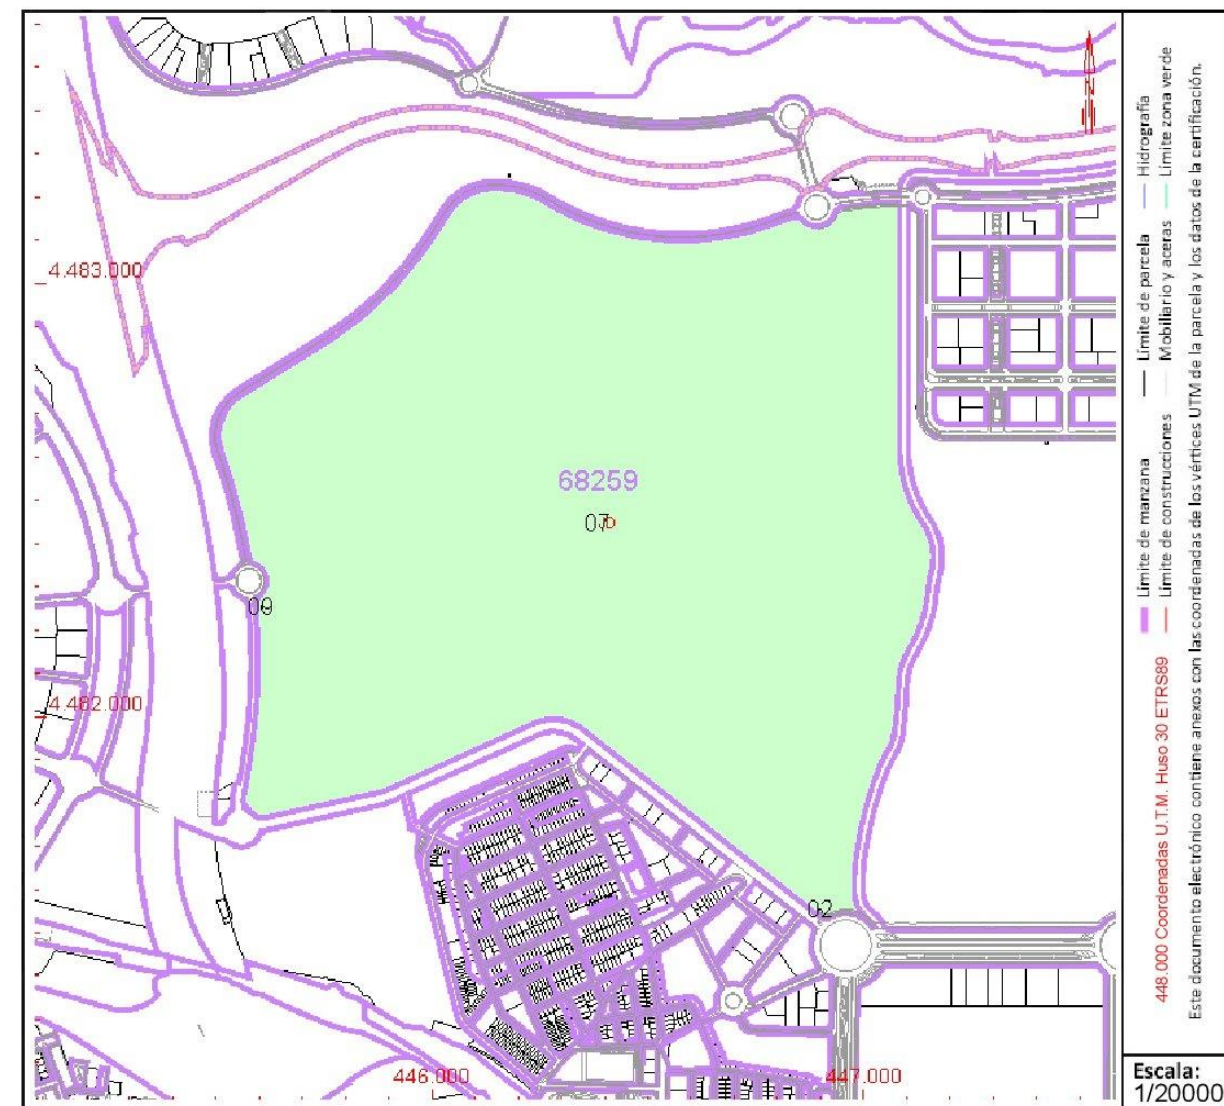 4.483.000
68259
07
09
4.482.000
02
446.000
447.000
Límite de manzana
Límite de parcela
Hidrografía
448.000 Coordenadas U.T.M. Huso 30 ETRS89
Límite de construcciones
Mobiliario y aceras
Límite zona verde
Este documento electrónico contiene anexos con las coordenadas de los vértices UTM de la parcela y los datos de la certificación.
Escala:
1/20000